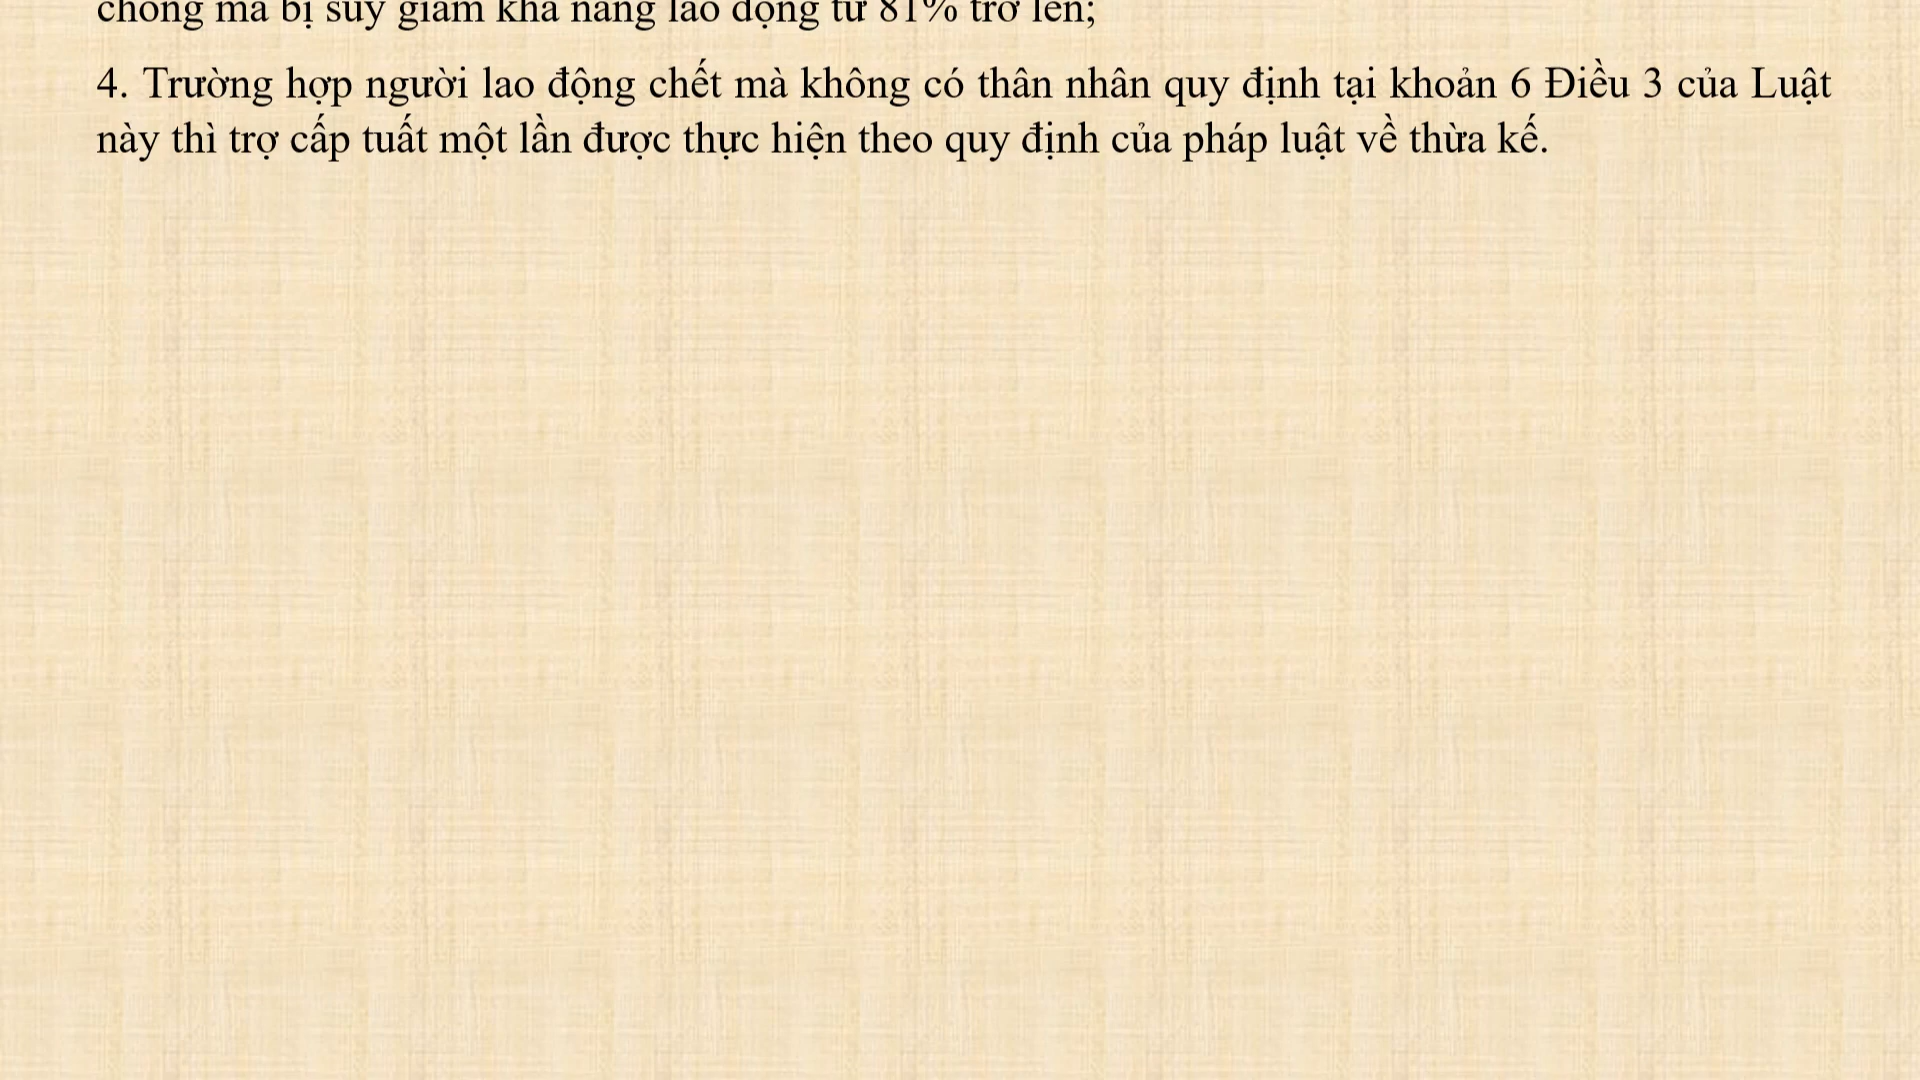 chồng mà bị suy giảm khả năng lao động từ 81% trở lên;
4. Trường hợp người lao động chết mà không có thân nhân quy định tại khoản 6 Điều 3 của Luật
này thì trợ cấp tuất một lần được thực hiện theo quy định của pháp luật về thừa kế.